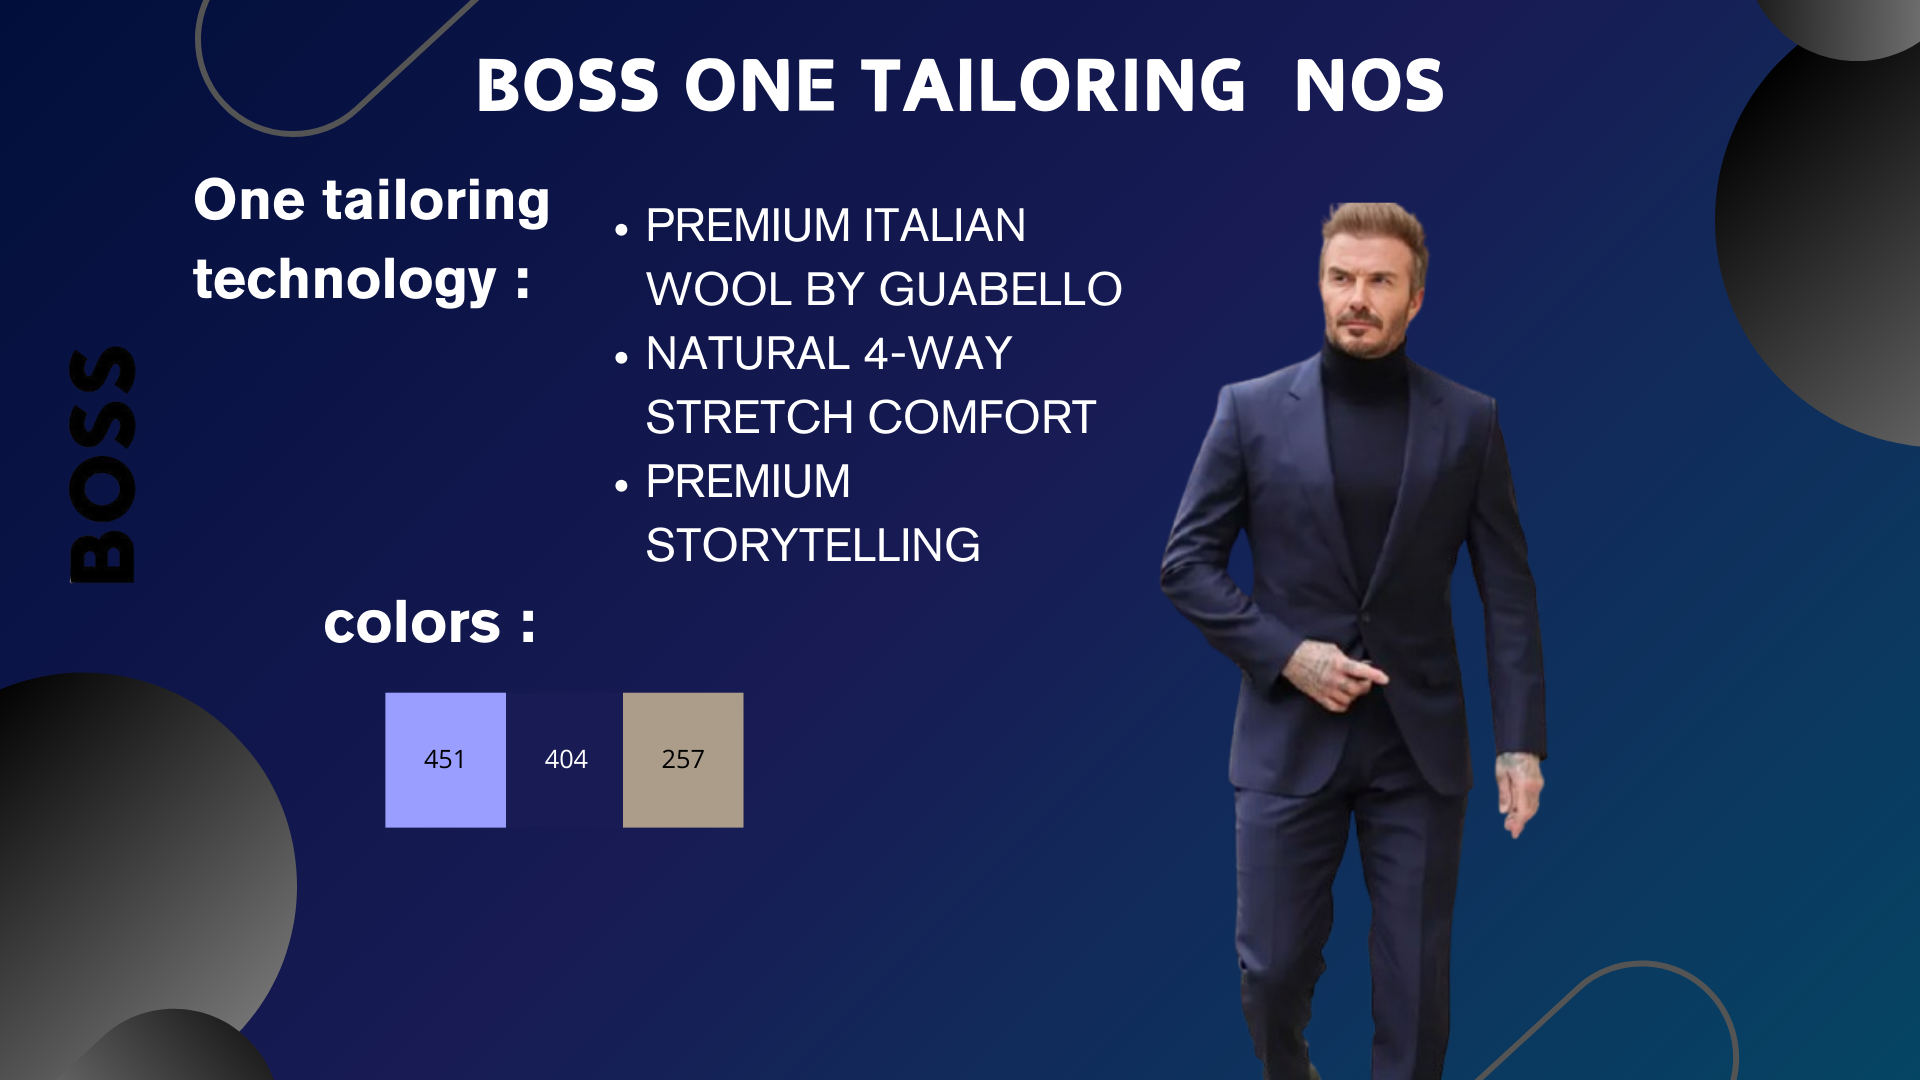 BOSS ONE TAILORING  NOS
One tailoring
technology :
• PREMIUM ITALIAN
WOOL BY GUABELLO
• NATURAL 4-WAY
STRETCH COMFORT
• PREMIUM
STORYTELLING
BOSS
colors :
451
404
257